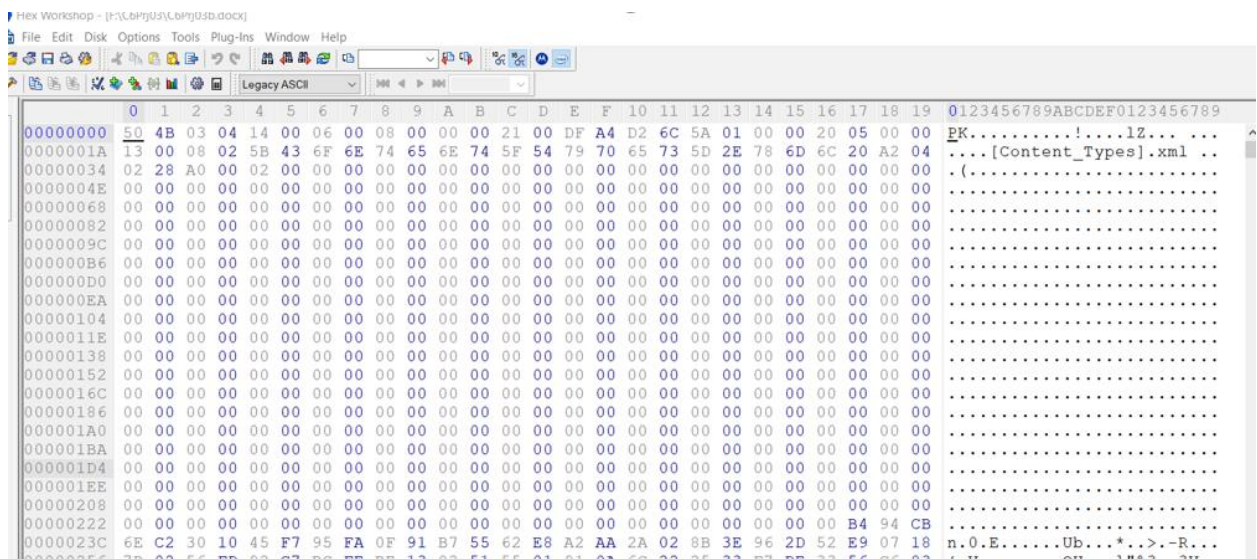 Hex Workshop - [F:\C6Prj03\C6Prj03b.docx]
File Edit Disk Options Tools Plug-Ins Window Help
Legacy ASCII
0 1 2 3 4 5 6 7 8 9 A B C D E F 10 11 12 13 14 15 16 17 18 19 0123456789ABCDEF0123456789
00000000 50 4B 03 04 14 00 06 00 08 00 00 00 21 00 DF A4 D2 6C 5A 01 00 00 20 05 00 00 PK..........!....lZ... ...
0000001A 13 00 08 02 5B 43 6F 6E 74 65 6E 74 5F 54 79 70 65 73 5D 2E 78 6D 6C 20 A2 04 ....[Content_Types].xml ..
00000034 02 28 A0 00 02 00 00 00 00 00 00 00 00 00 00 00 00 00 00 00 00 00 00 00 00 00 .(........................
0000004E 00 00 00 00 00 00 00 00 00 00 00 00 00 00 00 00 00 00 00 00 00 00 00 00 00 00 ..........................
00000068 00 00 00 00 00 00 00 00 00 00 00 00 00 00 00 00 00 00 00 00 00 00 00 00 00 00 ..........................
00000082 00 00 00 00 00 00 00 00 00 00 00 00 00 00 00 00 00 00 00 00 00 00 00 00 00 00 ..........................
0000009C 00 00 00 00 00 00 00 00 00 00 00 00 00 00 00 00 00 00 00 00 00 00 00 00 00 00 ..........................
000000B6 00 00 00 00 00 00 00 00 00 00 00 00 00 00 00 00 00 00 00 00 00 00 00 00 00 00 ..........................
000000D0 00 00 00 00 00 00 00 00 00 00 00 00 00 00 00 00 00 00 00 00 00 00 00 00 00 00 ..........................
000000EA 00 00 00 00 00 00 00 00 00 00 00 00 00 00 00 00 00 00 00 00 00 00 00 00 00 00 ..........................
00000104 00 00 00 00 00 00 00 00 00 00 00 00 00 00 00 00 00 00 00 00 00 00 00 00 00 00 ..........................
0000011E 00 00 00 00 00 00 00 00 00 00 00 00 00 00 00 00 00 00 00 00 00 00 00 00 00 00 ..........................
00000138 00 00 00 00 00 00 00 00 00 00 00 00 00 00 00 00 00 00 00 00 00 00 00 00 00 00 ..........................
00000152 00 00 00 00 00 00 00 00 00 00 00 00 00 00 00 00 00 00 00 00 00 00 00 00 00 00 ..........................
0000016C 00 00 00 00 00 00 00 00 00 00 00 00 00 00 00 00 00 00 00 00 00 00 00 00 00 00 ..........................
00000186 00 00 00 00 00 00 00 00 00 00 00 00 00 00 00 00 00 00 00 00 00 00 00 00 00 00 ..........................
000001A0 00 00 00 00 00 00 00 00 00 00 00 00 00 00 00 00 00 00 00 00 00 00 00 00 00 00 ..........................
000001BA 00 00 00 00 00 00 00 00 00 00 00 00 00 00 00 00 00 00 00 00 00 00 00 00 00 00 ..........................
000001D4 00 00 00 00 00 00 00 00 00 00 00 00 00 00 00 00 00 00 00 00 00 00 00 00 00 00 ..........................
000001EE 00 00 00 00 00 00 00 00 00 00 00 00 00 00 00 00 00 00 00 00 00 00 00 00 00 00 ..........................
00000208 00 00 00 00 00 00 00 00 00 00 00 00 00 00 00 00 00 00 00 00 00 00 00 00 00 00 ..........................
00000222 00 00 00 00 00 00 00 00 00 00 00 00 00 00 00 00 00 00 00 00 00 00 00 B4 94 CB ..........................
0000023C 6E C2 30 10 45 F7 95 FA 0F 91 B7 55 62 E8 A2 AA 2A 02 8B 3E 96 2D 52 E9 07 18 n.0.E......Ub...*..>.-R...